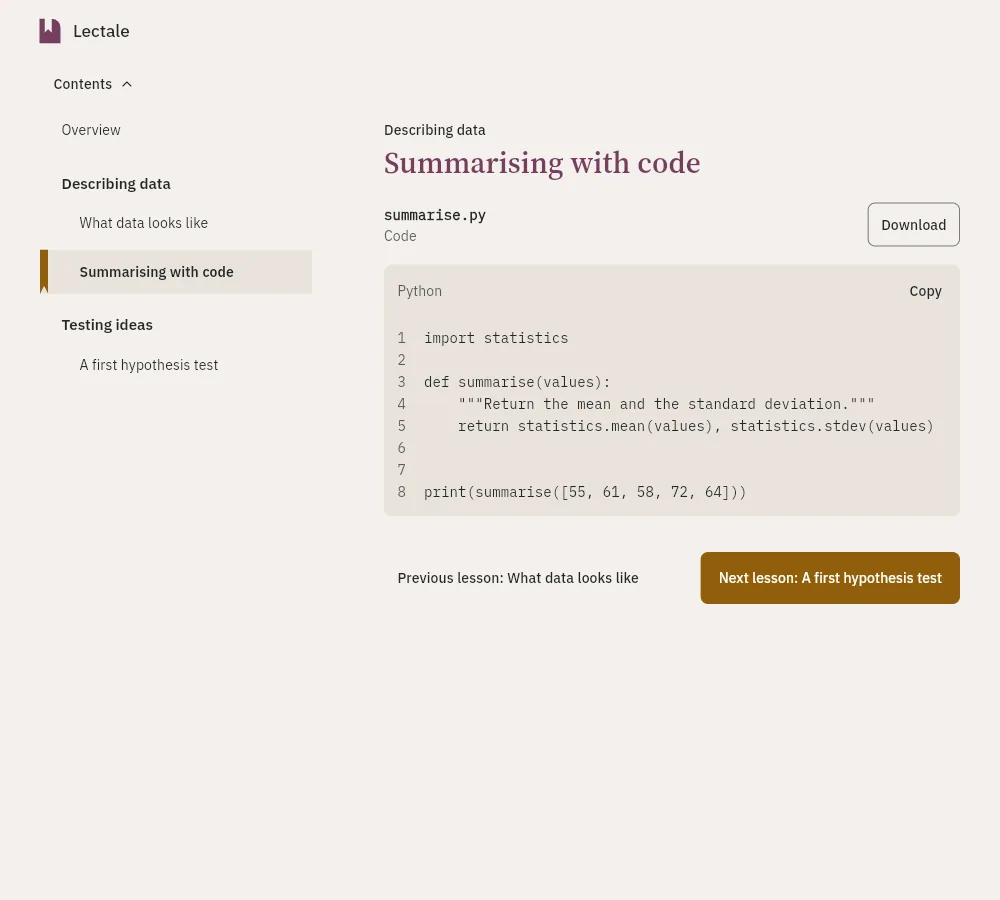 Lectale
Contents
Overview
Describing data
What data looks like
Summarising with code
Testing ideas
A first hypothesis test
Describing data
Summarising with code
summarise.py
Code
Download
Python
Copy
1 import statistics
2
3 def summarise(values):
4     """Return the mean and the standard deviation."""
5     return statistics.mean(values), statistics.stdev(values)
6
7
8 print(summarise([55, 61, 58, 72, 64]))
Previous lesson: What data looks like
Next lesson: A first hypothesis test